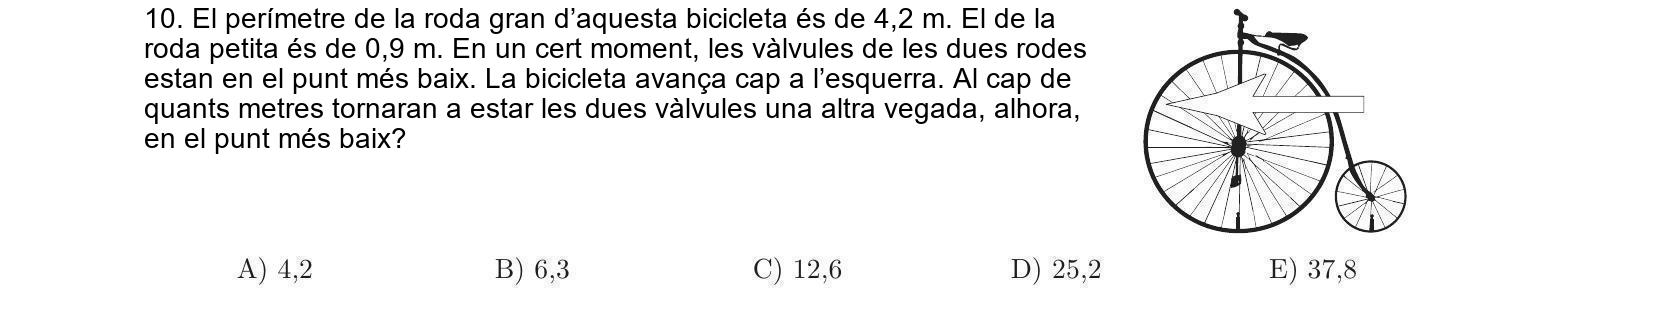 10. El perímetre de la roda gran d’aquesta bicicleta és de 4,2 m. El de la
roda petita és de 0,9 m. En un cert moment, les vàlvules de les dues rodes
estan en el punt més baix. La bicicleta avança cap a l’esquerra. Al cap de
quants metres tornaran a estar les dues vàlvules una altra vegada, alhora,
en el punt més baix?
A) 4,2 B) 6,3 C) 12,6 D) 25,2 E) 37,8